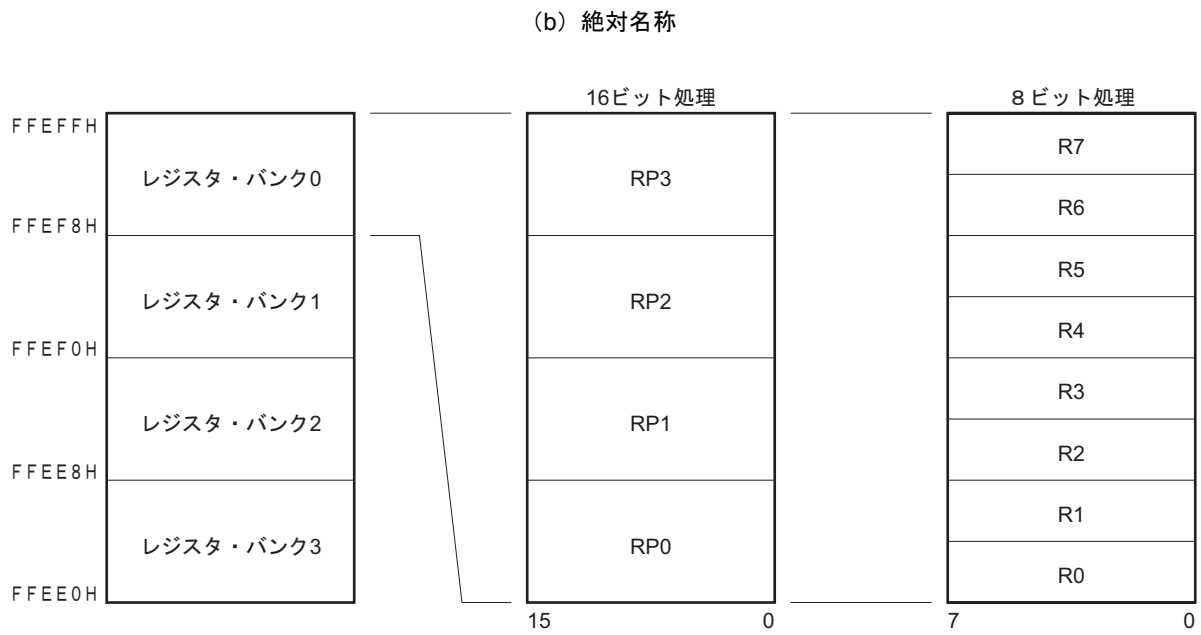 (b) 絶対名称
16ビット処理
8ビット処理
FFEFFH
レジスタ・バンク0
FFEF8H
レジスタ・バンク1
FFEF0H
レジスタ・バンク2
FFEE8H
レジスタ・バンク3
FFEE0H
RP3
RP2
RP1
RP0
15
0
R7
R6
R5
R4
R3
R2
R1
R0
7
0